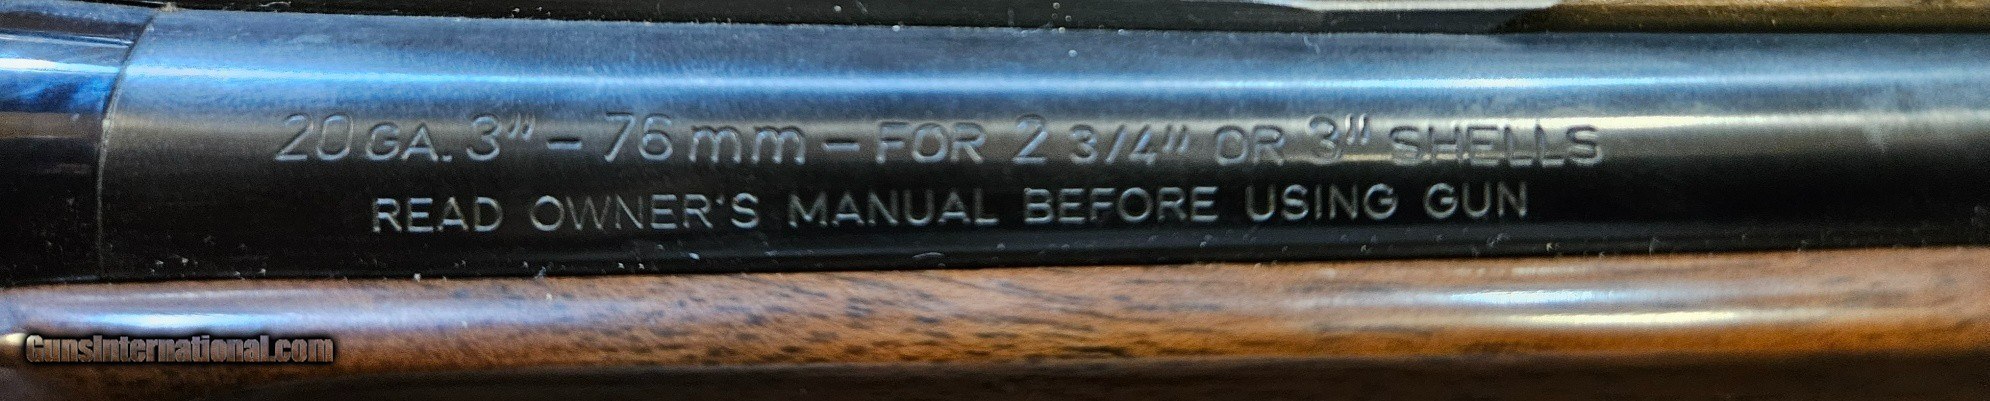 20 GA. 3" - 76 mm - FOR 2 3/4" OR 3" SHELLS
READ OWNER'S MANUAL BEFORE USING GUN
GunsInternational.com